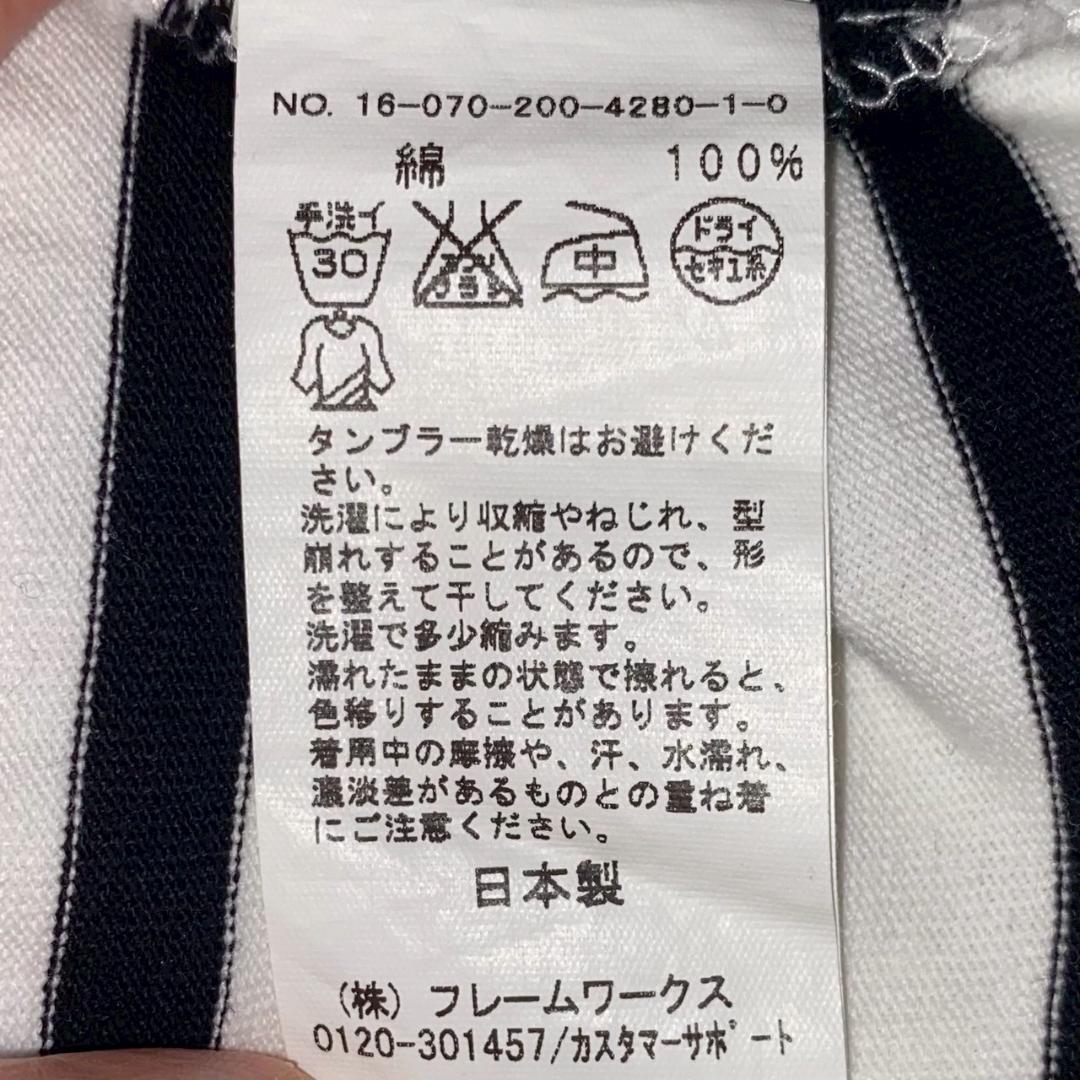 NO. 16-070-200-4280-1-0
綿 100%
手洗イ
30
エンソ
サラシ
中
ドライ
セキユ系
タンブラー乾燥はお避けくだ
さい。
洗濯により収縮やねじれ、型
崩れすることがあるので、形
を整えて干してください。
洗濯で多少縮みます。
濡れたままの状態で擦れると、
色移りすることがあります。
着用中の摩擦や、汗、水濡れ、
濃淡差があるものとの重ね着
にご注意ください。
日本製
(株) フレームワークス
0120-301457/カスタマーサポート